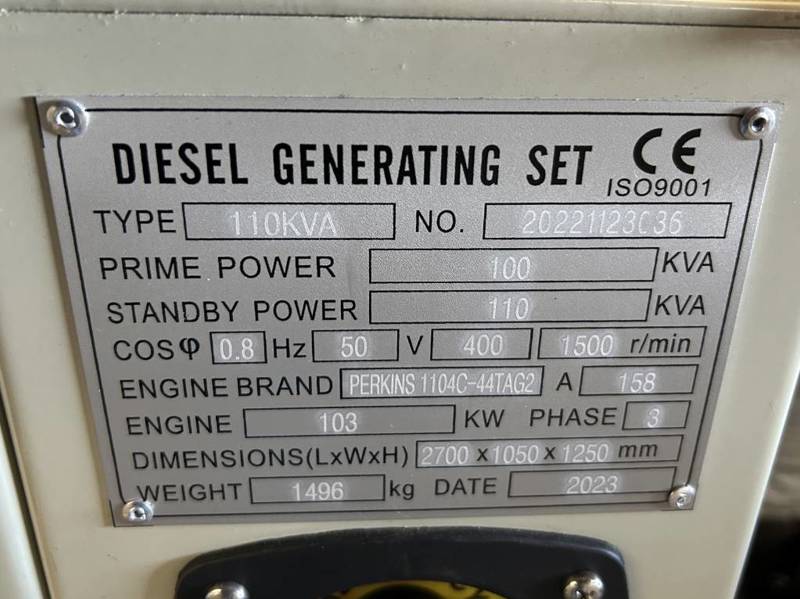 DIESEL GENERATING SET CE
ISO9001
TYPE 110KVA NO. 20221123C36
PRIME POWER 100 KVA
STANDBY POWER 110 KVA
COSφ 0.8 Hz 50 V 400 1500 r/min
ENGINE BRAND PERKINS 1104C-44TAG2 A 158
ENGINE 103 KW PHASE 3
DIMENSIONS(LxWxH) 2700 x 1050 x 1250 mm
WEIGHT 1496 kg DATE 2023